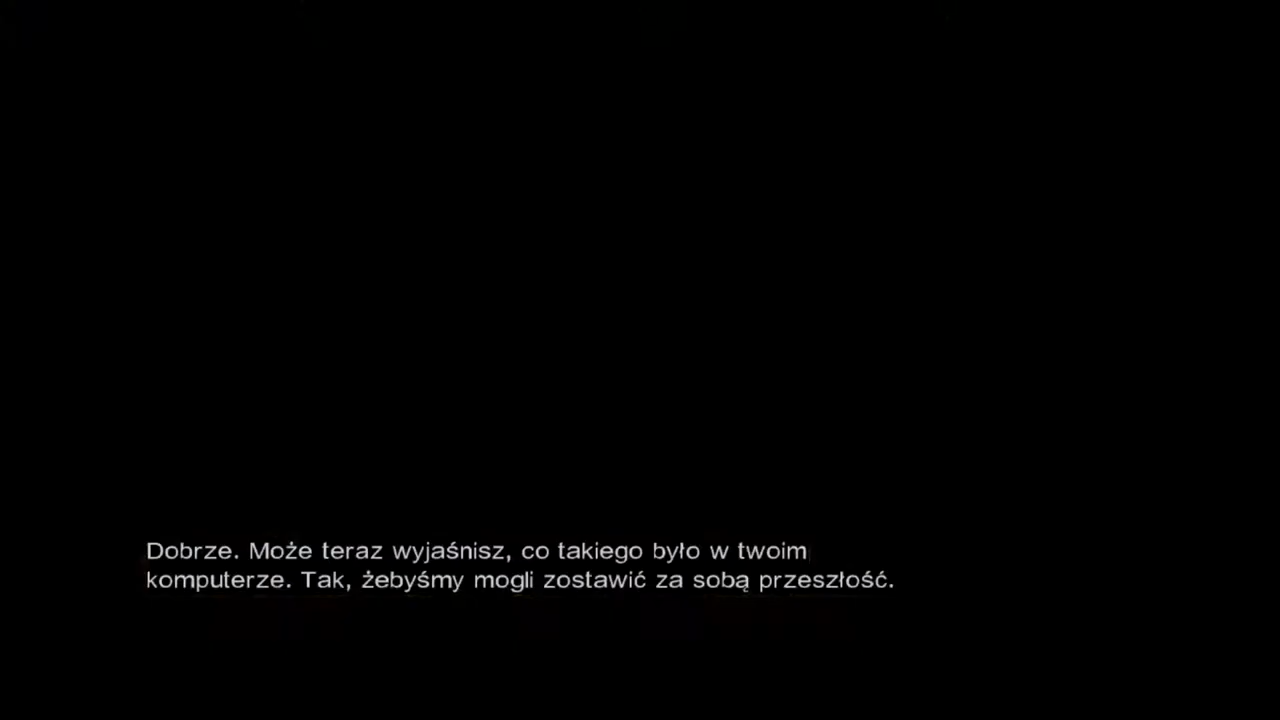 Dobrze. Może teraz wyjaśnisz, co takiego było w twoim
komputerze. Tak, żebyśmy mogli zostawić za sobą przeszłość.